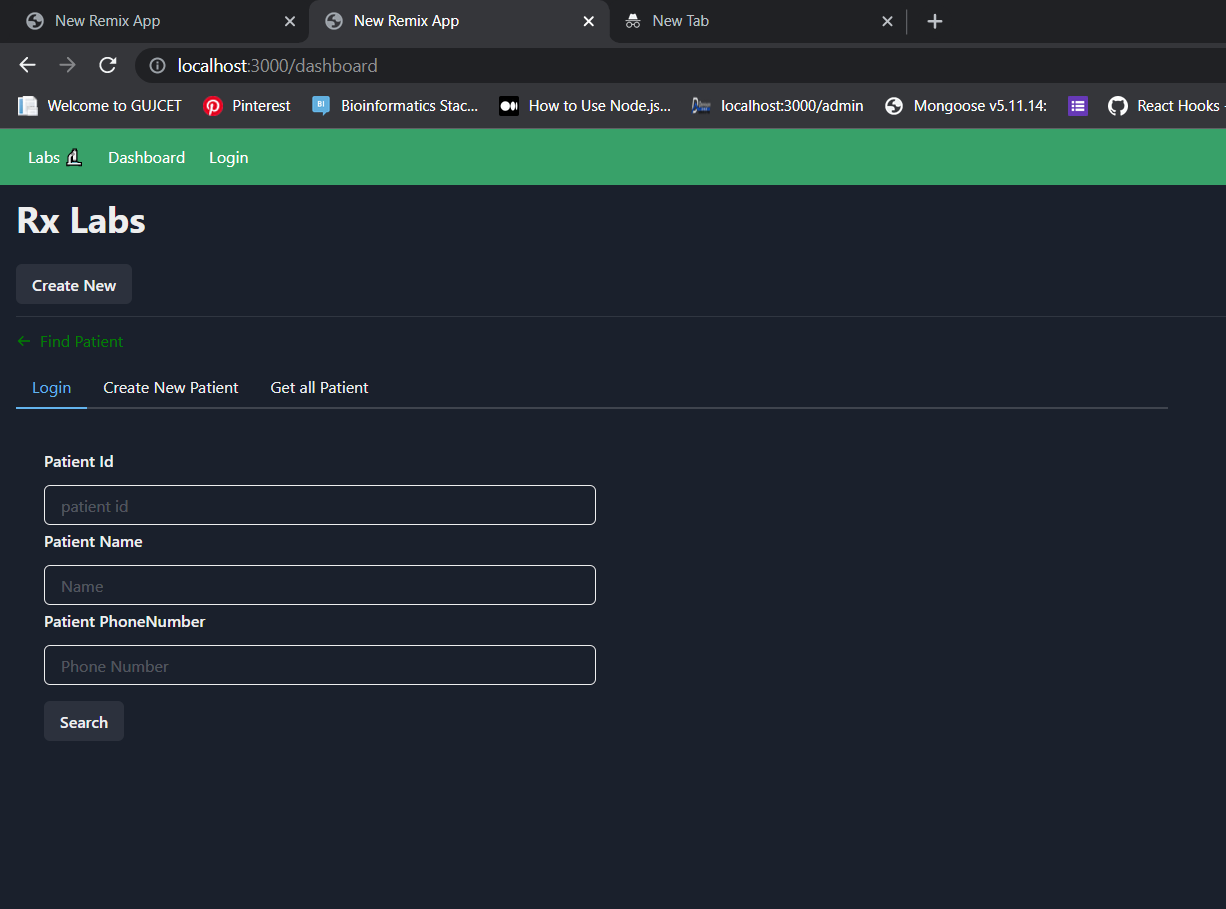 New Remix App
New Remix App
New Tab
localhost:3000/dashboard
Welcome to GUJCET
Pinterest
BI
Bioinformatics Stac...
How to Use Node.js...
localhost:3000/admin
Mongoose v5.11.14:
React Hooks -
Labs
Dashboard
Login
Rx Labs
Create New
Find Patient
Login
Create New Patient
Get all Patient
Patient Id
patient id
Patient Name
Name
Patient PhoneNumber
Phone Number
Search